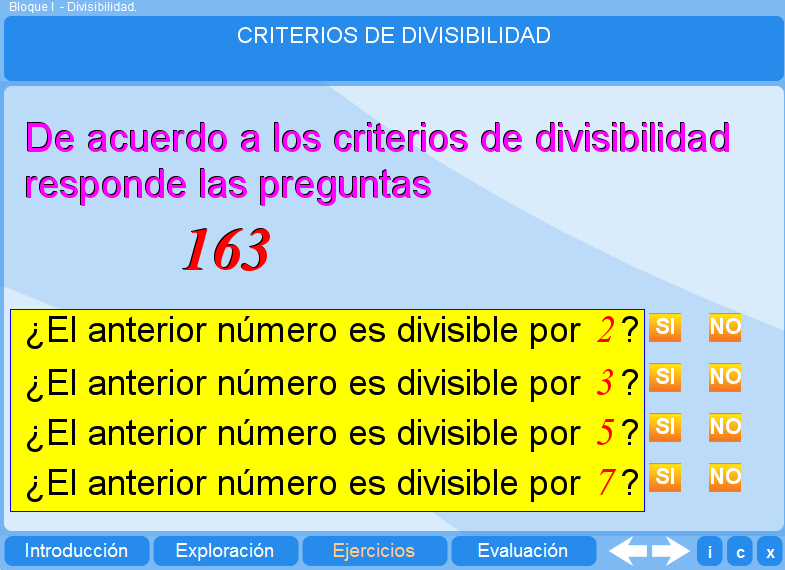 Bloque I - Divisibilidad.
CRITERIOS DE DIVISIBILIDAD
De acuerdo a los criterios de divisibilidad
responde las preguntas
163
¿El anterior número es divisible por 2? SI NO
¿El anterior número es divisible por 3? SI NO
¿El anterior número es divisible por 5? SI NO
¿El anterior número es divisible por 7? SI NO
Introducción Exploración Ejercicios Evaluación i c x